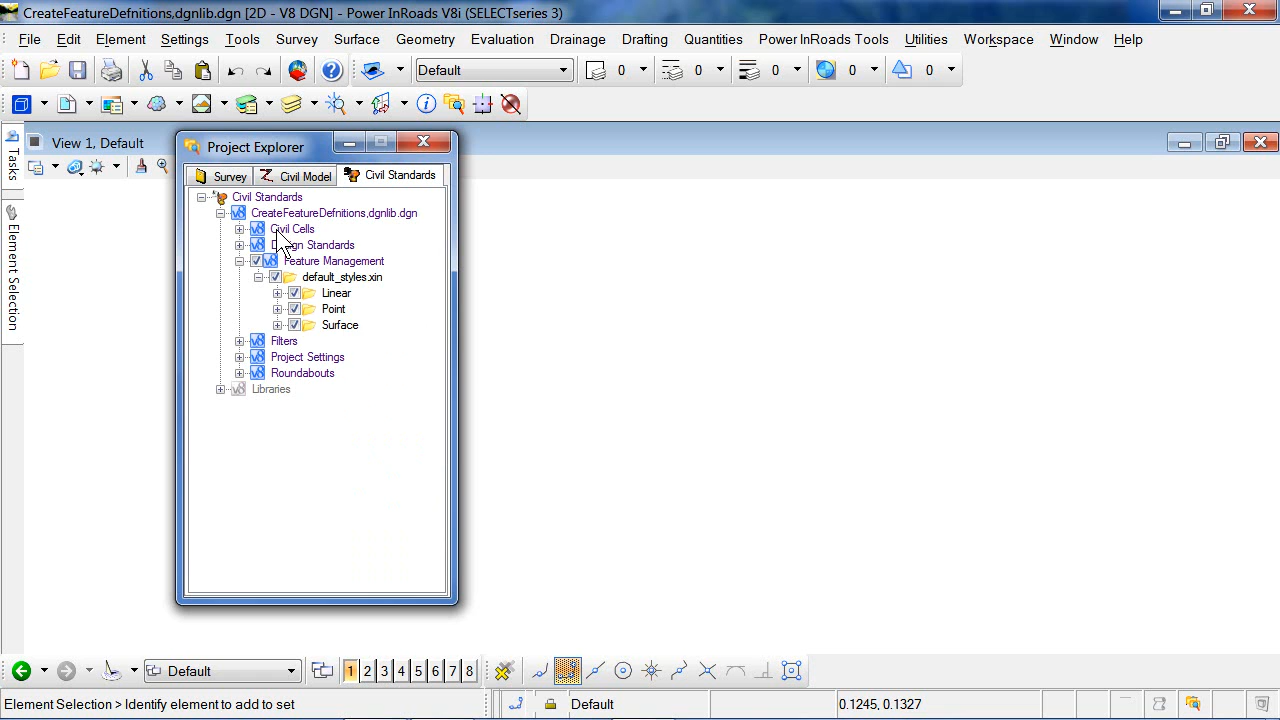 CreateFeatureDefnitions,dgnlib.dgn [2D - V8 DGN] - Power InRoads V8i (SELECTseries 3)
File Edit Element Settings Tools Survey Surface Geometry Evaluation Drainage Drafting Quantities Power InRoads Tools Utilities Workspace Window Help
Default 0 0 0 0 0
View 1, Default
Tasks
Element Selection
Project Explorer
Survey Civil Model Civil Standards
Civil Standards
CreateFeatureDefnitions,dgnlib.dgn
Civil Cells
Design Standards
Feature Management
default_styles.xin
Linear
Point
Surface
Filters
Project Settings
Roundabouts
Libraries
Default 1 2 3 4 5 6 7 8
Element Selection > Identify element to add to set Default 0.1245, 0.1327